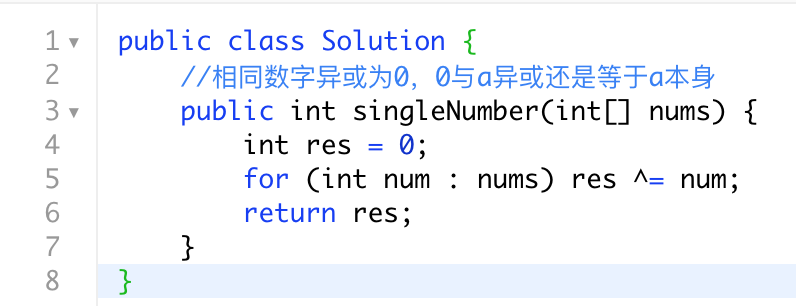 1 public class Solution {
2 //相同数字异或为0，0与a异或还是等于a本身
3 public int singleNumber(int[] nums) {
4 int res = 0;
5 for (int num : nums) res ^= num;
6 return res;
7 }
8 }